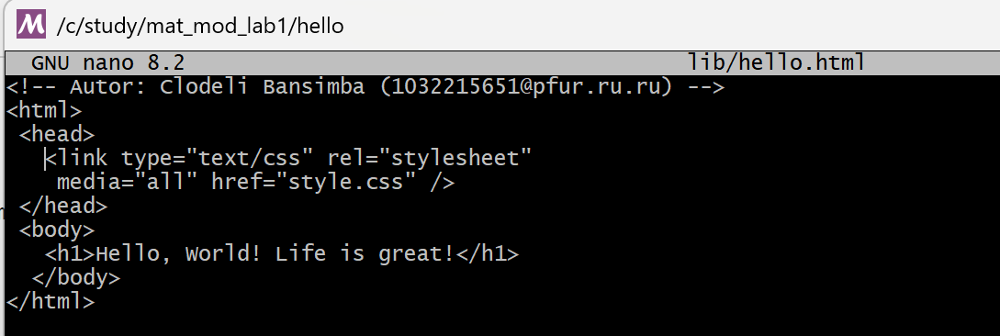 M /c/study/mat_mod_lab1/hello
GNU nano 8.2 lib/hello.html
<!-- Autor: Clodeli Bansimba (1032215651@pfur.ru.ru) -->
<html>
 <head>
   <link type="text/css" rel="stylesheet"
    media="all" href="style.css" />
 </head>
 <body>
   <h1>Hello, World! Life is great!</h1>
  </body>
</html>